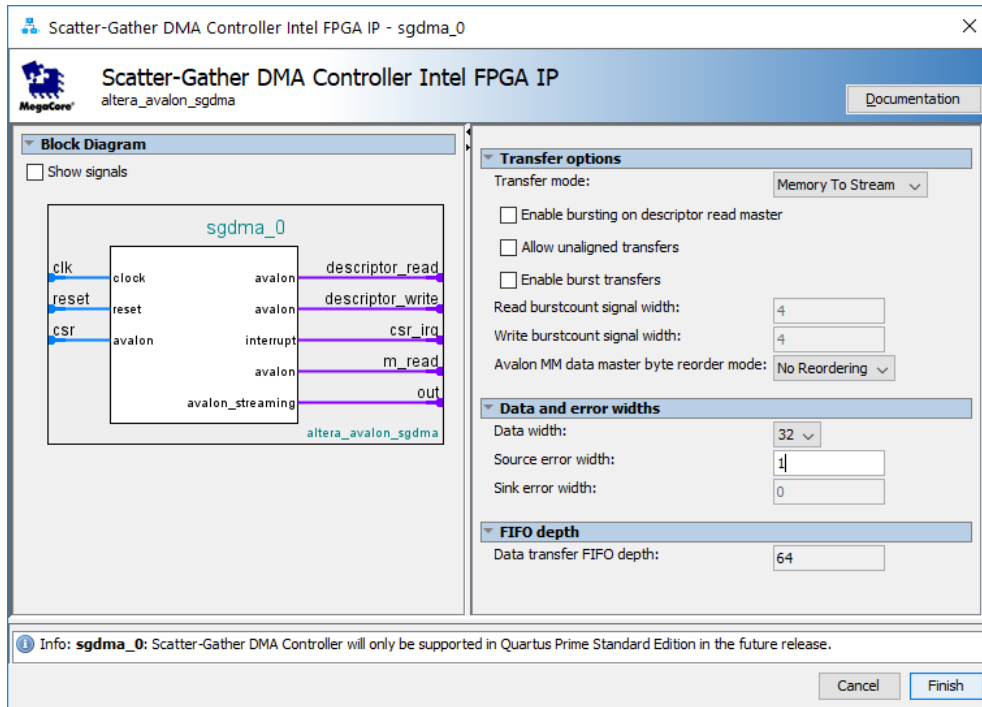 Scatter-Gather DMA Controller Intel FPGA IP - sgdma_0
Scatter-Gather DMA Controller Intel FPGA IP
altera_avalon_sgdma
MegaCore®
Documentation
Block Diagram
Show signals
sgdma_0
clk
clock
reset
reset
csr
avalon
avalon
descriptor_read
avalon
descriptor_write
interrupt
csr_irq
avalon
m_read
avalon_streaming
out
altera_avalon_sgdma
Transfer options
Transfer mode: Memory To Stream
Enable bursting on descriptor read master
Allow unaligned transfers
Enable burst transfers
Read burstcount signal width: 4
Write burstcount signal width: 4
Avalon MM data master byte reorder mode: No Reordering
Data and error widths
Data width: 32
Source error width: 1
Sink error width: 0
FIFO depth
Data transfer FIFO depth: 64
Info: sgdma_0: Scatter-Gather DMA Controller will only be supported in Quartus Prime Standard Edition in the future release.
Cancel
Finish